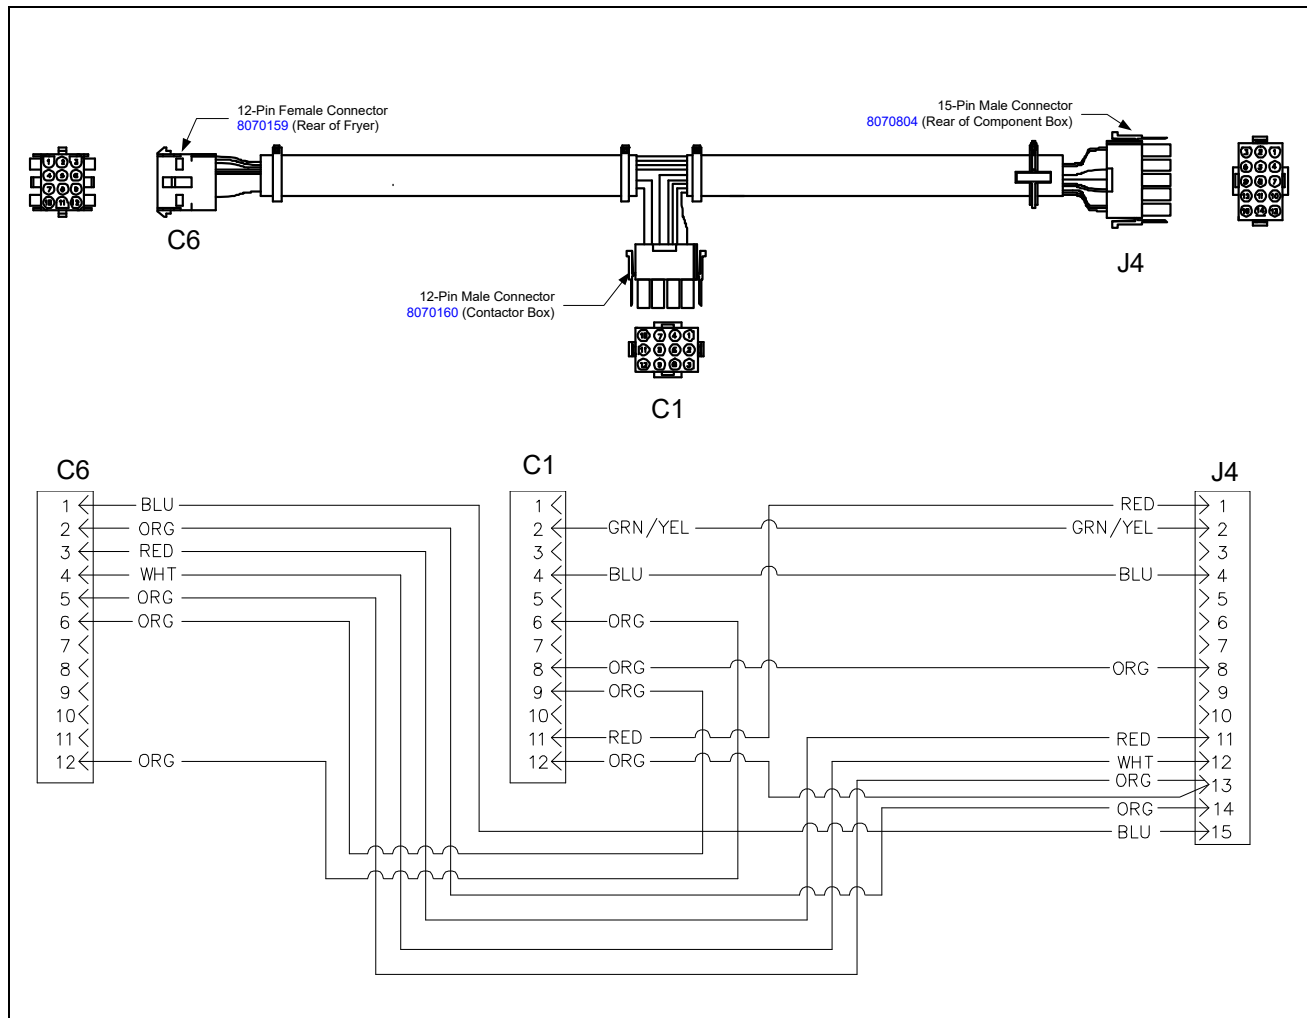 12-Pin Female Connector
8070159 (Rear of Fryer)
15-Pin Male Connector
8070804 (Rear of Component Box)
C6
J4
12-Pin Male Connector
8070160 (Contactor Box)
C1
C6
1 BLU
2 ORG
3 RED
4 WHT
5 ORG
6 ORG
7
8
9
10
11
12 ORG
C1
1
2 GRN/YEL
3
4 BLU
5
6 ORG
7
8 ORG
9 ORG
10
11 RED
12 ORG
J4
RED 1
GRN/YEL 2
3
BLU 4
5
6
7
ORG 8
9
10
RED 11
WHT 12
ORG 13
ORG 14
BLU 15